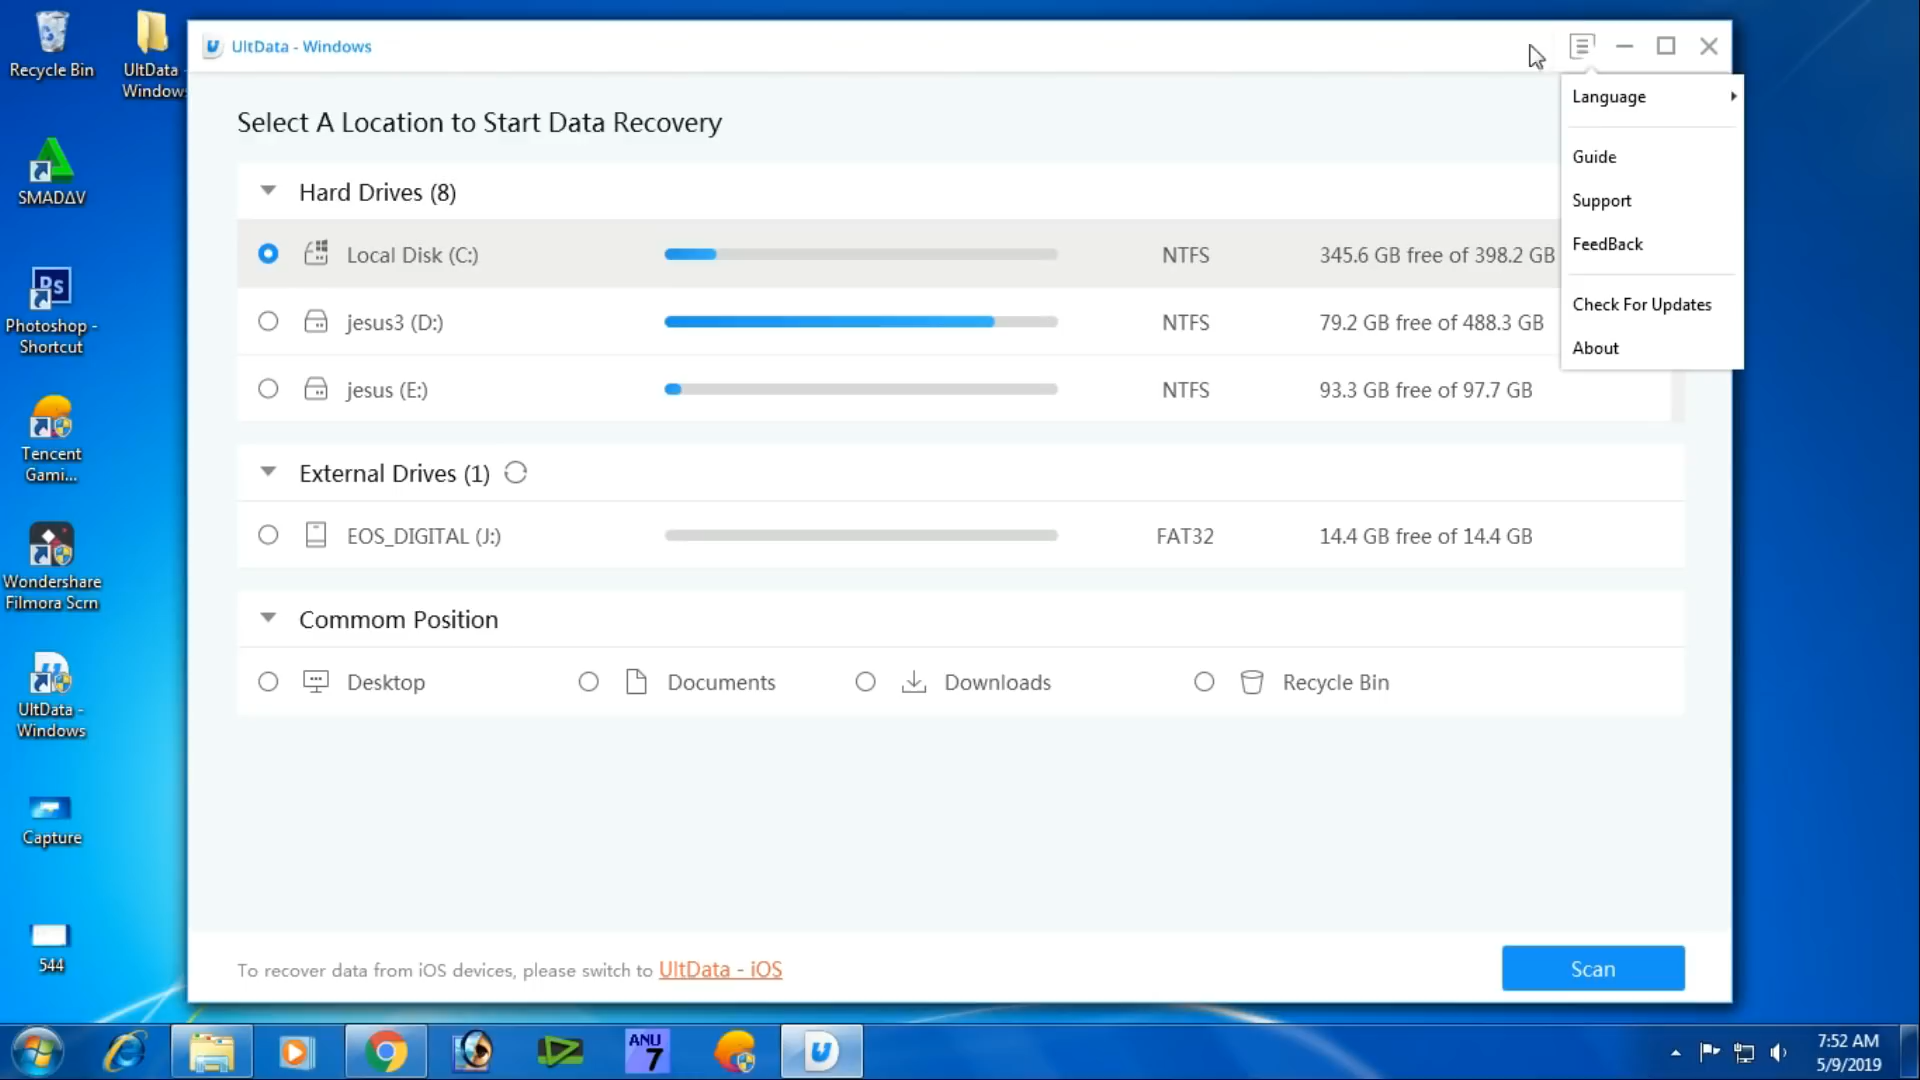 Recycle Bin
UltData -
Windows
SMADΔV
Ps
Photoshop -
Shortcut
Tencent
Gami...
Wondershare
Filmora Scrn
UltData -
Windows
Capture
544
UltData - Windows
Language
Guide
Support
FeedBack
Check For Updates
About
Select A Location to Start Data Recovery
Hard Drives (8)
Local Disk (C:) NTFS 345.6 GB free of 398.2 GB
jesus3 (D:) NTFS 79.2 GB free of 488.3 GB
jesus (E:) NTFS 93.3 GB free of 97.7 GB
External Drives (1)
EOS_DIGITAL (J:) FAT32 14.4 GB free of 14.4 GB
Commom Position
Desktop Documents Downloads Recycle Bin
To recover data from iOS devices, please switch to UltData - iOS
Scan
ANU
7
7:52 AM
5/9/2019